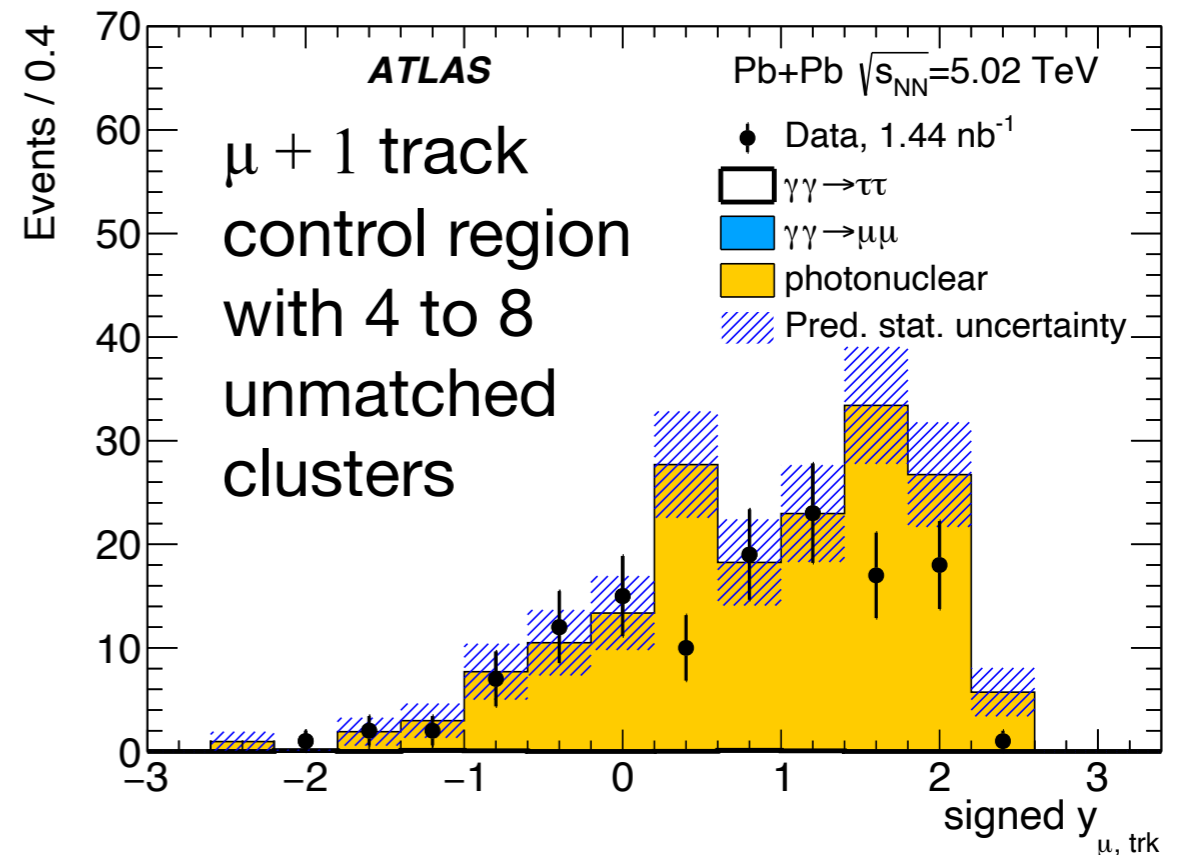 ATLAS
Pb+Pb √s_NN=5.02 TeV
μ + 1 track
control region
with 4 to 8
unmatched
clusters
Data, 1.44 nb⁻¹
γγ→ττ
γγ→μμ
photonuclear
Pred. stat. uncertainty
Events / 0.4
70
60
50
40
30
20
10
0
−3 −2 −1 0 1 2 3
signed y_μ, trk